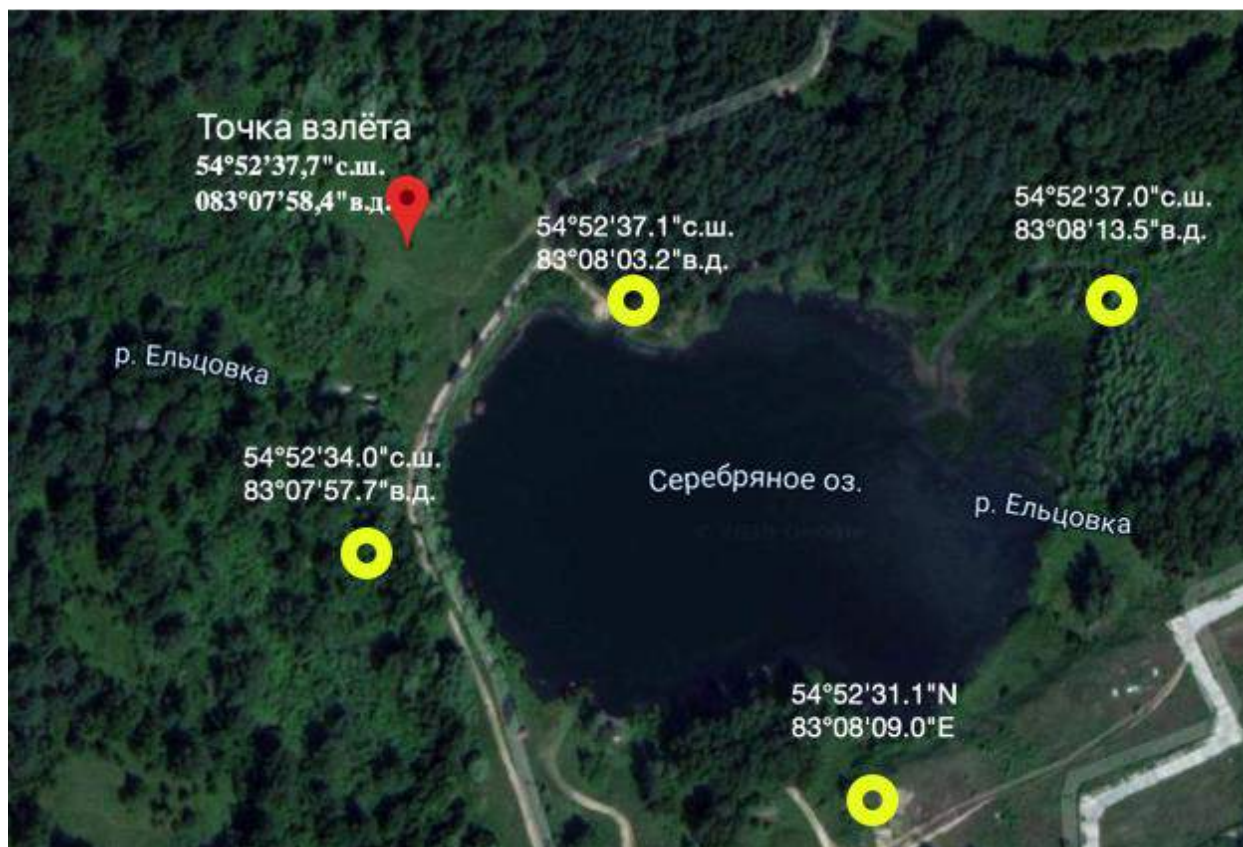 Точка взлёта
54°52’37,7"с.ш.
083°07’58,4"в.д.
54°52'37.1"с.ш.
83°08'03.2"в.д.
54°52'37.0"с.ш.
83°08'13.5"в.д.
р. Ельцовка
54°52'34.0"с.ш.
83°07'57.7"в.д.
Серебряное оз.
р. Ельцовка
54°52'31.1"N
83°08'09.0"E